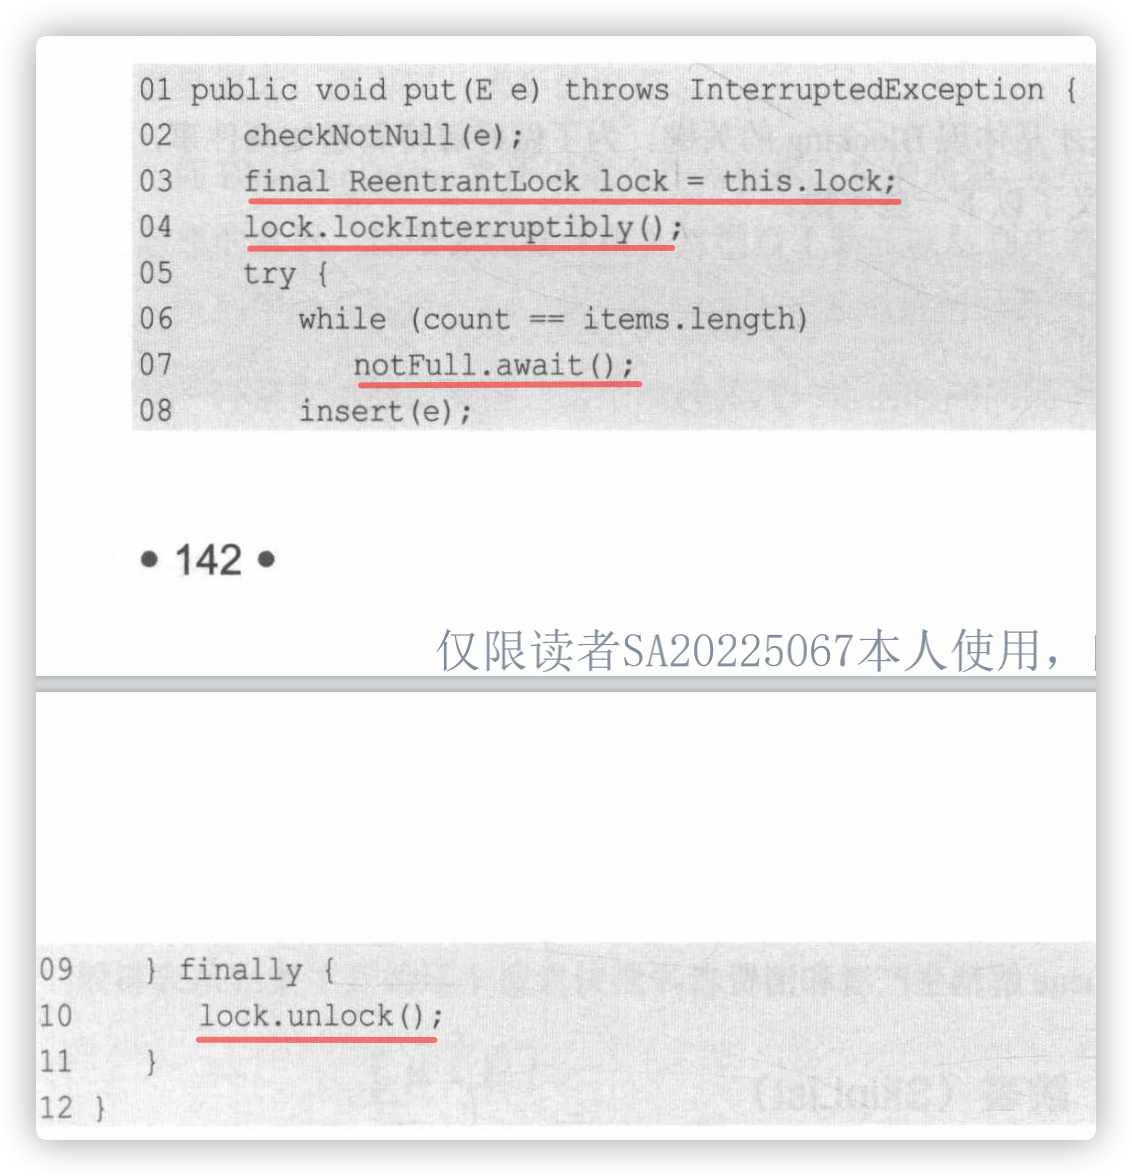 01 public void put(E e) throws InterruptedException {
02 checkNotNull(e);
03 final ReentrantLock lock = this.lock;
04 lock.lockInterruptibly();
05 try {
06 while (count == items.length)
07 notFull.await();
08 insert(e);
• 142 •
仅限读者SA20225067本人使用，
09 } finally {
10 lock.unlock();
11 }
12 }